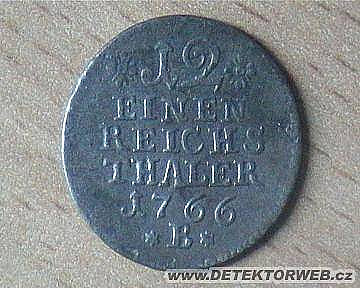 * 12 *
EINEN
REICHS
THALER
1766
* E *
WWW.DETEKTORWEB.cz